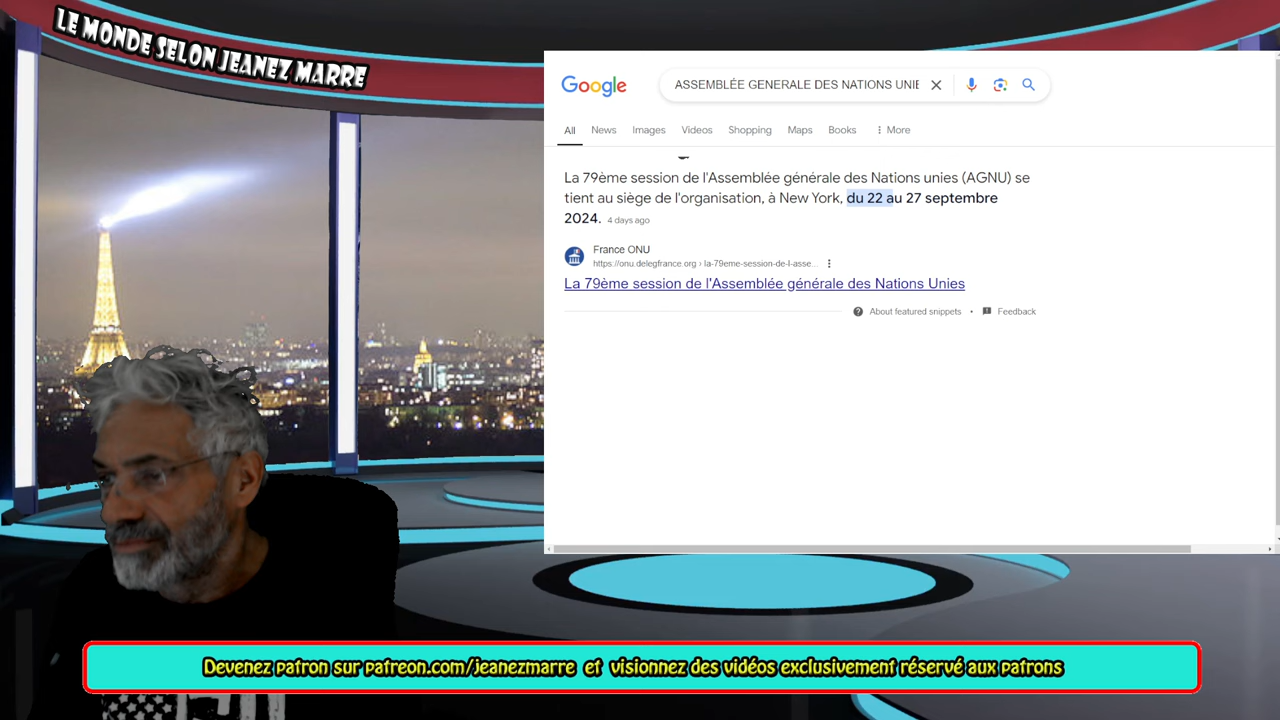 LE MONDE SELON JEANEZ MARRE
Google
ASSEMBLÉE GENERALE DES NATIONS UNIE
All News Images Videos Shopping Maps Books More
La 79ème session de l'Assemblée générale des Nations unies (AGNU) se
tient au siège de l'organisation, à New York, du 22 au 27 septembre
2024. 4 days ago
France ONU
https://onu.delegfrance.org › la-79eme-session-de-l-asse...
La 79ème session de l'Assemblée générale des Nations Unies
About featured snippets • Feedback
Devenez patron sur patreon.com/jeanezmarre et visionnez des vidéos exclusivement réservé aux patrons